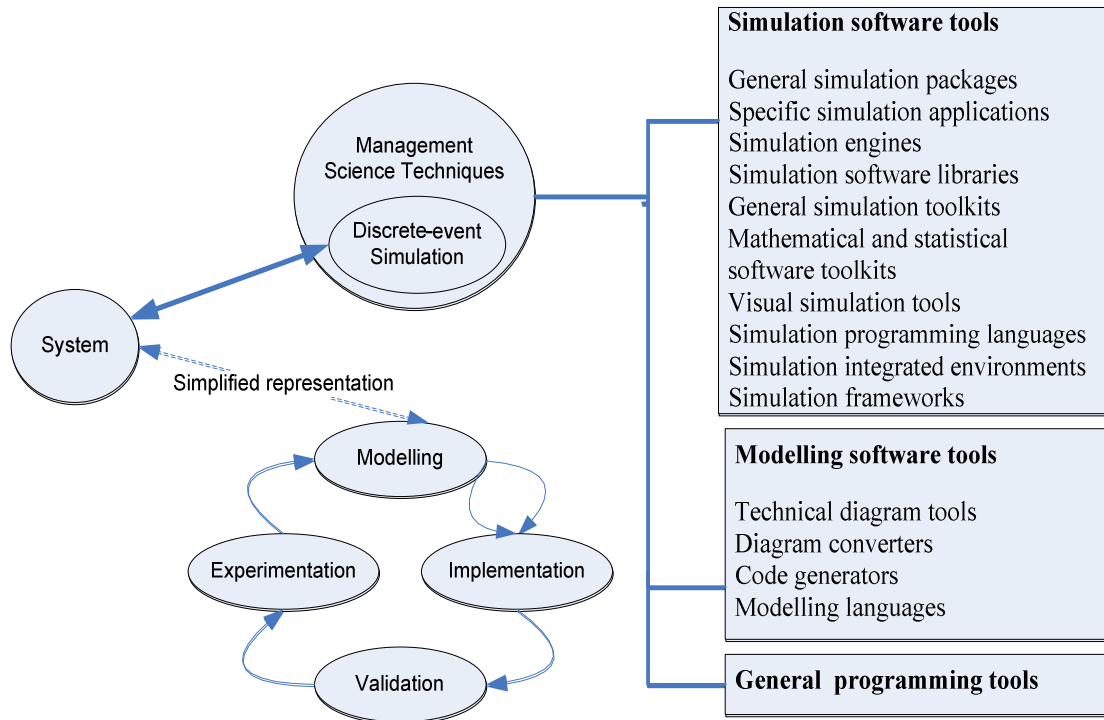 Management
Science Techniques
Discrete-event
Simulation
System
Simplified representation
Modelling
Experimentation
Implementation
Validation
Simulation software tools
General simulation packages
Specific simulation applications
Simulation engines
Simulation software libraries
General simulation toolkits
Mathematical and statistical
software toolkits
Visual simulation tools
Simulation programming languages
Simulation integrated environments
Simulation frameworks
Modelling software tools
Technical diagram tools
Diagram converters
Code generators
Modelling languages
General programming tools